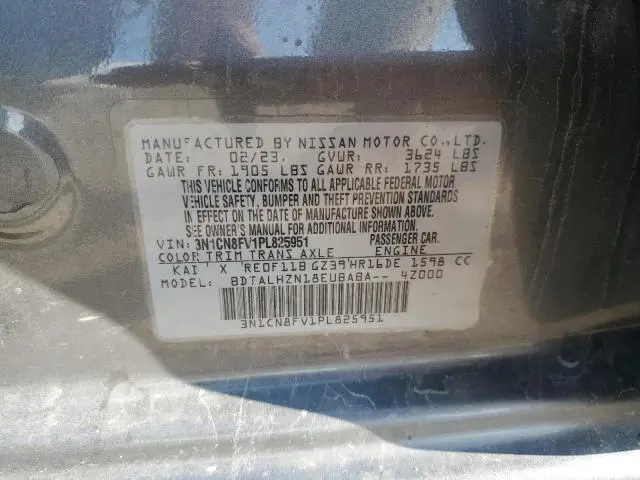 MANUFACTURED BY NISSAN MOTOR CO., LTD.
DATE: 02/23. GVWR: 3624 LBS
GAWR FR: 1905 LBS GAWR RR: 1735 LBS
THIS VEHICLE CONFORMS TO ALL APPLICABLE FEDERAL MOTOR
VEHICLE SAFETY, BUMPER AND THEFT PREVENTION STANDARDS
IN EFFECT ON THE DATE OF MANUFACTURE SHOWN ABOVE.
SEE OWNER'S MANUAL FOR ADDITIONAL INFORMATION
VIN: 3N1CN8FV1PL825951 PASSENGER CAR.
COLOR TRIM TRANS AXLE ENGINE
KAI X RE0F11B GZ39 HR16DE 1598 CC
MODEL: BDTALHZN18EUBABA-- 4Z000
3N1CN8FV1PL825951